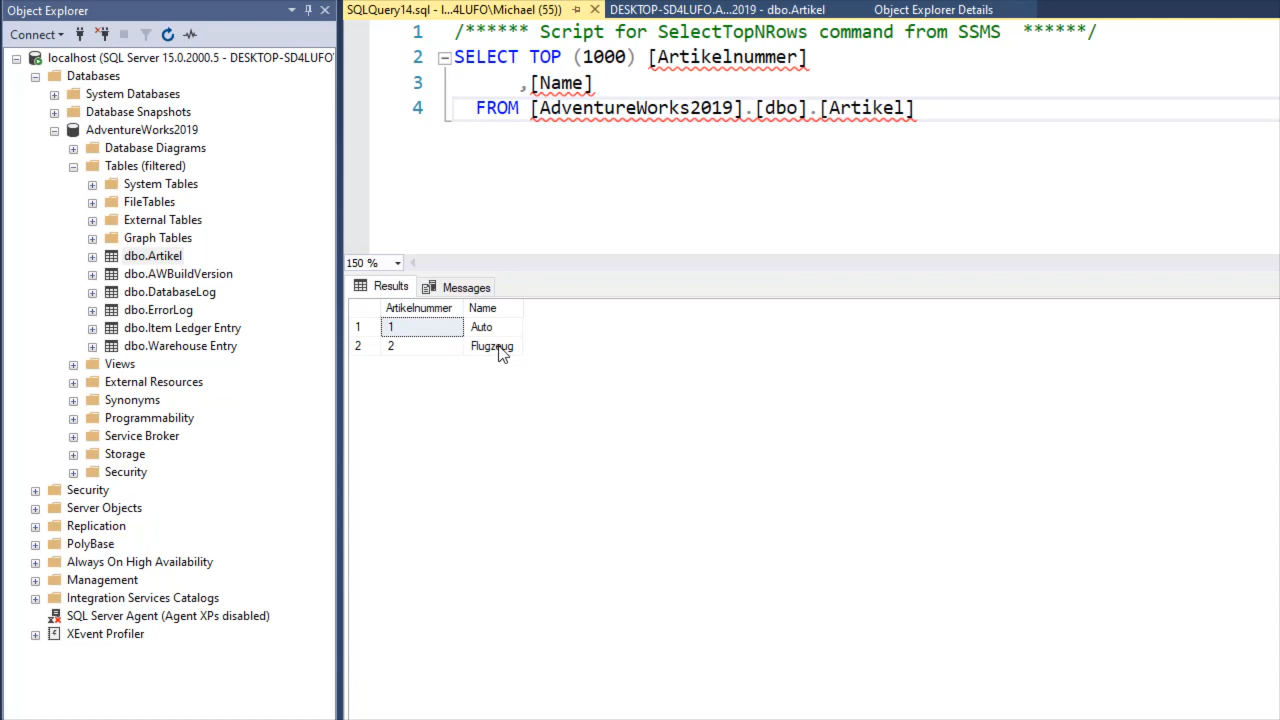 Object Explorer
Connect
localhost (SQL Server 15.0.2000.5 - DESKTOP-SD4LUFO\
Databases
System Databases
Database Snapshots
AdventureWorks2019
Database Diagrams
Tables (filtered)
System Tables
FileTables
External Tables
Graph Tables
dbo.Artikel
dbo.AWBuildVersion
dbo.DatabaseLog
dbo.ErrorLog
dbo.Item Ledger Entry
dbo.Warehouse Entry
Views
External Resources
Synonyms
Programmability
Service Broker
Storage
Security
Security
Server Objects
Replication
PolyBase
Always On High Availability
Management
Integration Services Catalogs
SQL Server Agent (Agent XPs disabled)
XEvent Profiler
SQLQuery14.sql - l...4LUFO\Michael (55)) DESKTOP-SD4LUFO.A...2019 - dbo.Artikel Object Explorer Details
1 /****** Script for SelectTopNRows command from SSMS ******/
2 SELECT TOP (1000) [Artikelnummer]
3 ,[Name]
4 FROM [AdventureWorks2019].[dbo].[Artikel]
150 %
Results Messages
Artikelnummer Name
1 1 Auto
2 2 Flugzeug